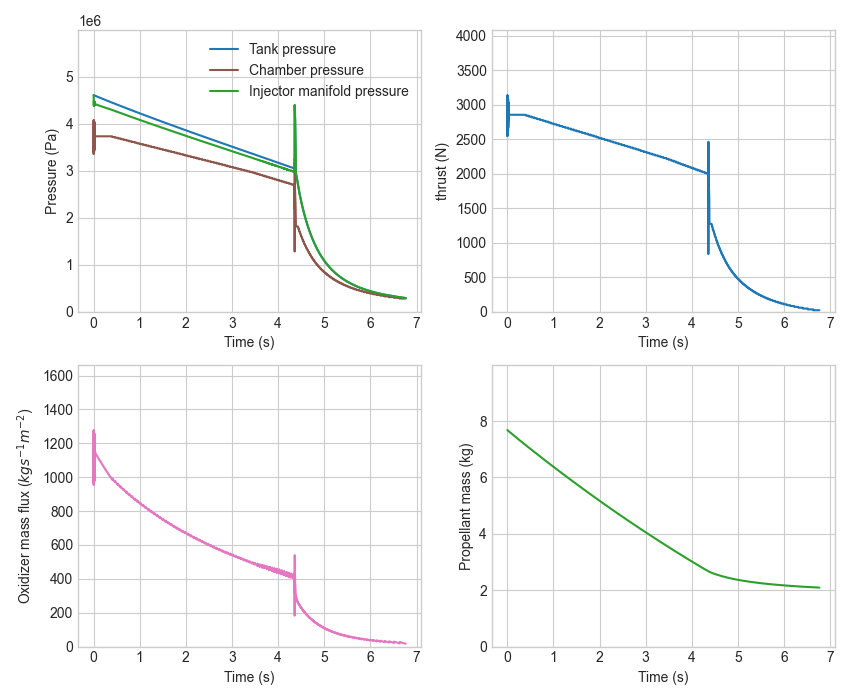 1e6
Tank pressure
Chamber pressure
Injector manifold pressure
Pressure (Pa)
0
1
2
3
4
5
0 1 2 3 4 5 6 7
Time (s)
thrust (N)
4000
3500
3000
2500
2000
1500
1000
500
0
0 1 2 3 4 5 6 7
Time (s)
Oxidizer mass flux (kgs⁻¹m⁻²)
1600
1400
1200
1000
800
600
400
200
0
0 1 2 3 4 5 6 7
Time (s)
Propellant mass (kg)
8
6
4
2
0
0 1 2 3 4 5 6 7
Time (s)